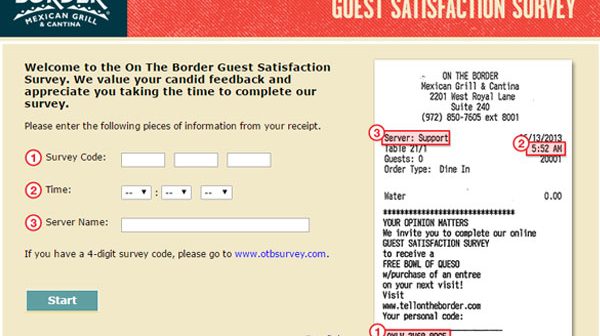 BORDER
MEXICAN GRILL &
& CANTINA
GUEST SATISFACTION SURVEY
Welcome to the On The Border Guest Satisfaction
Survey. We value your candid feedback and
appreciate you taking the time to complete our
survey.
Please enter the following pieces of information from your receipt.
1 Survey Code:
2 Time: -- : -- --
3 Server Name:
If you have a 4-digit survey code, please go to www.otbsurvey.com.
Start
ON THE BORDER
Mexican Grill & Cantina
2201 West Royal Lane
Suite 240
(972) 850-7605 ext 8001
3 Server: Support /13/2013
Table 21/1 2 5:52 AM
Guests: 0 20001
Order Type: Dine In
Water 0.00
********************************
YOUR OPINION MATTERS
We invite you to complete our online
GUEST SATISFACTION SURVEY
to receive a
FREE BOWL OF QUESO
w/purchase of an entree
on your next visit!
Visit
www.tellontheborder.com
Your personal code:
1